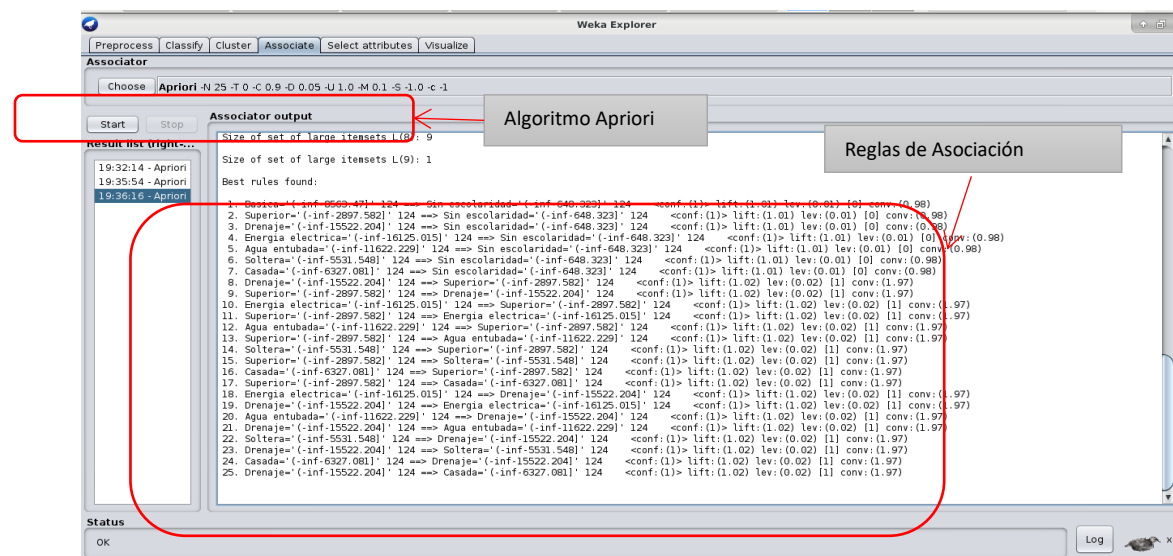 Weka Explorer
Preprocess Classify Cluster Associate Select attributes Visualize
Associator
Choose Apriori -N 25 -T 0 -C 0.9 -D 0.05 -U 1.0 -M 0.1 -S -1.0 -c -1
Algoritmo Apriori
Reglas de Asociación
Start Stop
Result list (right-...
19:32:14 - Apriori
19:35:54 - Apriori
19:36:16 - Apriori
Associator output
Size of set of large itemsets L(8): 9
Size of set of large itemsets L(9): 1
Best rules found:
1. Basica='(-inf-8563.47]' 124 ==> Sin escolaridad='(-inf-648.323]' 124 <conf:(1)> lift:(1.01) lev:(0.01) [0] conv:(0.98)
2. Superior='(-inf-2897.582]' 124 ==> Sin escolaridad='(-inf-648.323]' 124 <conf:(1)> lift:(1.01) lev:(0.01) [0] conv:(0.98)
3. Drenaje='(-inf-15522.204]' 124 ==> Sin escolaridad='(-inf-648.323]' 124 <conf:(1)> lift:(1.01) lev:(0.01) [0] conv:(0.98)
4. Energia electrica='(-inf-16125.015]' 124 ==> Sin escolaridad='(-inf-648.323]' 124 <conf:(1)> lift:(1.01) lev:(0.01) [0] conv:(0.98)
5. Agua entubada='(-inf-11622.229]' 124 ==> Sin escolaridad='(-inf-648.323]' 124 <conf:(1)> lift:(1.01) lev:(0.01) [0] conv:(0.98)
6. Soltera='(-inf-5531.548]' 124 ==> Sin escolaridad='(-inf-648.323]' 124 <conf:(1)> lift:(1.01) lev:(0.01) [0] conv:(0.98)
7. Casada='(-inf-6327.081]' 124 ==> Sin escolaridad='(-inf-648.323]' 124 <conf:(1)> lift:(1.01) lev:(0.01) [0] conv:(0.98)
8. Drenaje='(-inf-15522.204]' 124 ==> Superior='(-inf-2897.582]' 124 <conf:(1)> lift:(1.02) lev:(0.02) [1] conv:(1.97)
9. Superior='(-inf-2897.582]' 124 ==> Drenaje='(-inf-15522.204]' 124 <conf:(1)> lift:(1.02) lev:(0.02) [1] conv:(1.97)
10. Energia electrica='(-inf-16125.015]' 124 ==> Superior='(-inf-2897.582]' 124 <conf:(1)> lift:(1.02) lev:(0.02) [1] conv:(1.97)
11. Superior='(-inf-2897.582]' 124 ==> Energia electrica='(-inf-16125.015]' 124 <conf:(1)> lift:(1.02) lev:(0.02) [1] conv:(1.97)
12. Agua entubada='(-inf-11622.229]' 124 ==> Superior='(-inf-2897.582]' 124 <conf:(1)> lift:(1.02) lev:(0.02) [1] conv:(1.97)
13. Superior='(-inf-2897.582]' 124 ==> Agua entubada='(-inf-11622.229]' 124 <conf:(1)> lift:(1.02) lev:(0.02) [1] conv:(1.97)
14. Soltera='(-inf-5531.548]' 124 ==> Superior='(-inf-2897.582]' 124 <conf:(1)> lift:(1.02) lev:(0.02) [1] conv:(1.97)
15. Superior='(-inf-2897.582]' 124 ==> Soltera='(-inf-5531.548]' 124 <conf:(1)> lift:(1.02) lev:(0.02) [1] conv:(1.97)
16. Casada='(-inf-6327.081]' 124 ==> Superior='(-inf-2897.582]' 124 <conf:(1)> lift:(1.02) lev:(0.02) [1] conv:(1.97)
17. Superior='(-inf-2897.582]' 124 ==> Casada='(-inf-6327.081]' 124 <conf:(1)> lift:(1.02) lev:(0.02) [1] conv:(1.97)
18. Energia electrica='(-inf-16125.015]' 124 ==> Drenaje='(-inf-15522.204]' 124 <conf:(1)> lift:(1.02) lev:(0.02) [1] conv:(1.97)
19. Drenaje='(-inf-15522.204]' 124 ==> Energia electrica='(-inf-16125.015]' 124 <conf:(1)> lift:(1.02) lev:(0.02) [1] conv:(1.97)
20. Agua entubada='(-inf-11622.229]' 124 ==> Drenaje='(-inf-15522.204]' 124 <conf:(1)> lift:(1.02) lev:(0.02) [1] conv:(1.97)
21. Drenaje='(-inf-15522.204]' 124 ==> Agua entubada='(-inf-11622.229]' 124 <conf:(1)> lift:(1.02) lev:(0.02) [1] conv:(1.97)
22. Soltera='(-inf-5531.548]' 124 ==> Drenaje='(-inf-15522.204]' 124 <conf:(1)> lift:(1.02) lev:(0.02) [1] conv:(1.97)
23. Drenaje='(-inf-15522.204]' 124 ==> Soltera='(-inf-5531.548]' 124 <conf:(1)> lift:(1.02) lev:(0.02) [1] conv:(1.97)
24. Casada='(-inf-6327.081]' 124 ==> Drenaje='(-inf-15522.204]' 124 <conf:(1)> lift:(1.02) lev:(0.02) [1] conv:(1.97)
25. Drenaje='(-inf-15522.204]' 124 ==> Casada='(-inf-6327.081]' 124 <conf:(1)> lift:(1.02) lev:(0.02) [1] conv:(1.97)
Status
OK
Log
x